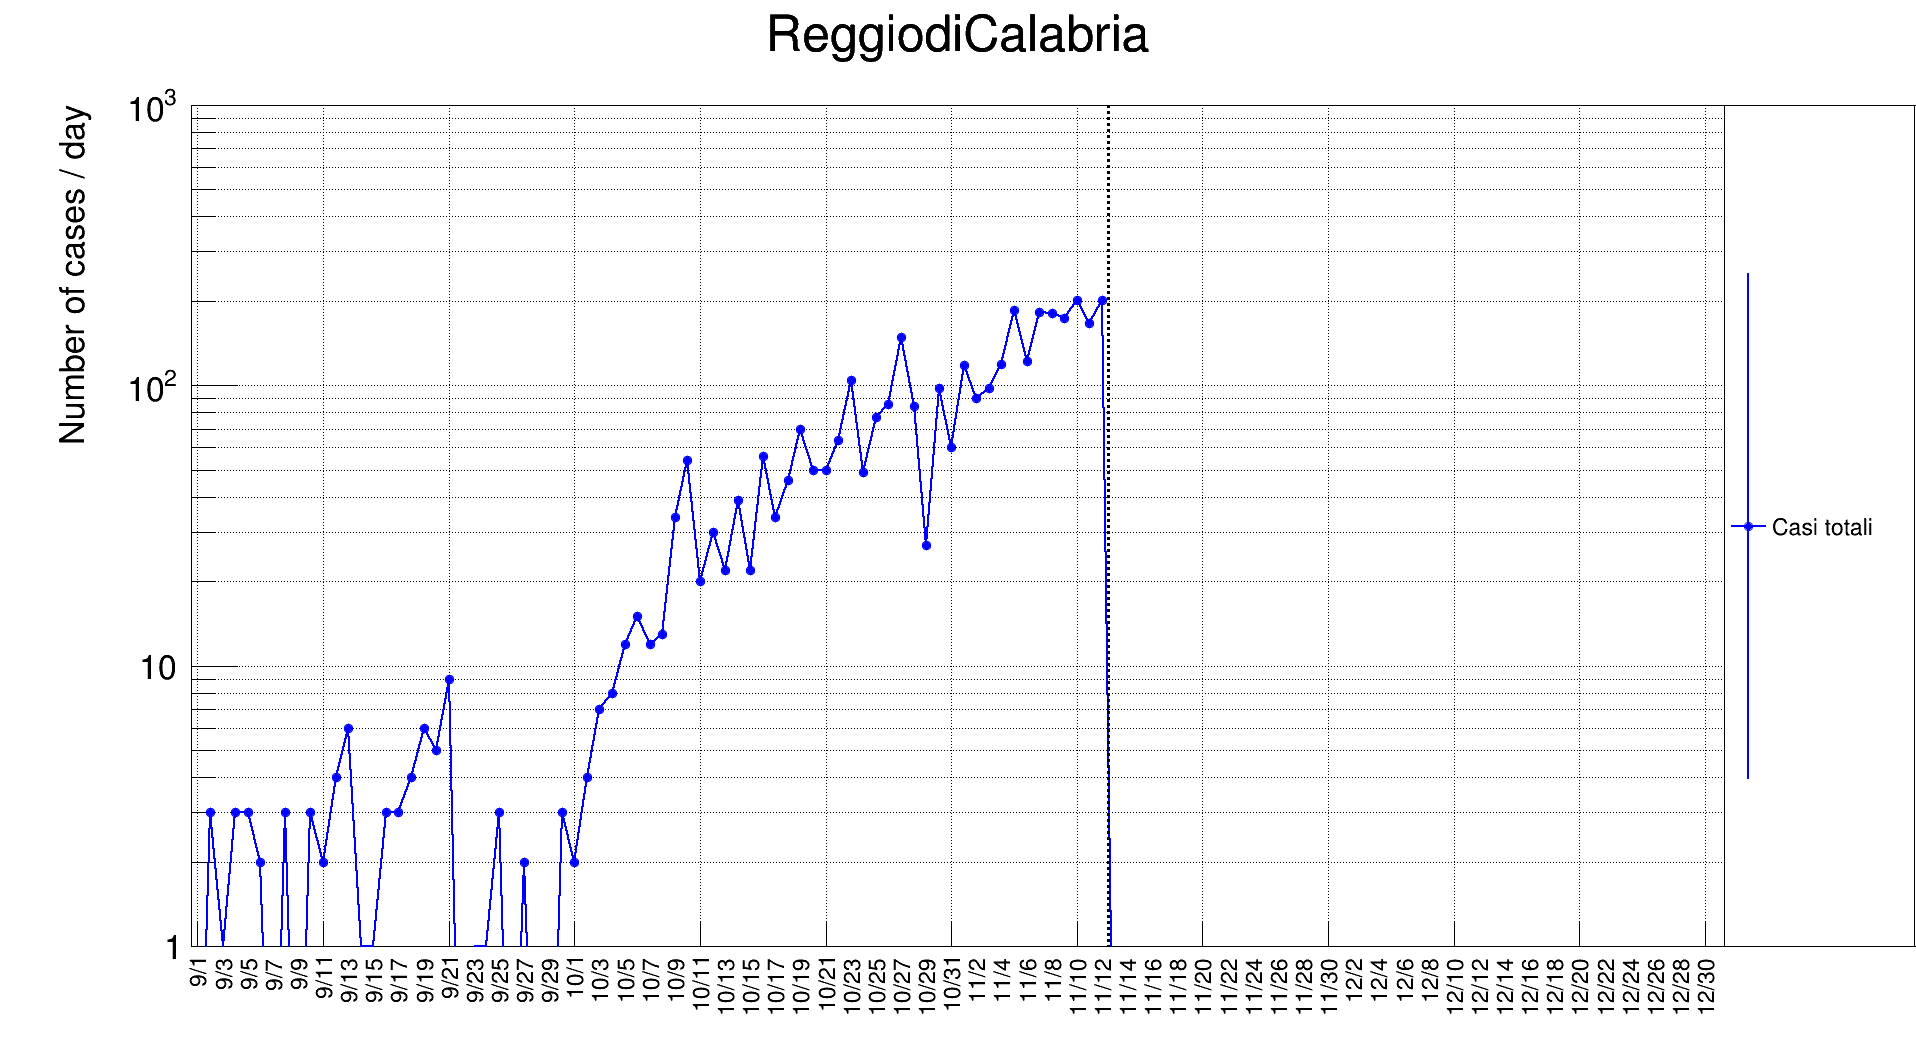 ReggiodiCalabria
Number of cases / day
10³
10²
10
1
9/1 9/3 9/5 9/7 9/9 9/11 9/13 9/15 9/17 9/19 9/21 9/23 9/25 9/27 9/29 10/1 10/3 10/5 10/7 10/9 10/11 10/13 10/15 10/17 10/19 10/21 10/23 10/25 10/27 10/29 10/31 11/2 11/4 11/6 11/8 11/10 11/12 11/14 11/16 11/18 11/20 11/22 11/24 11/26 11/28 11/30 12/2 12/4 12/6 12/8 12/10 12/12 12/14 12/16 12/18 12/20 12/22 12/24 12/26 12/28 12/30
Casi totali